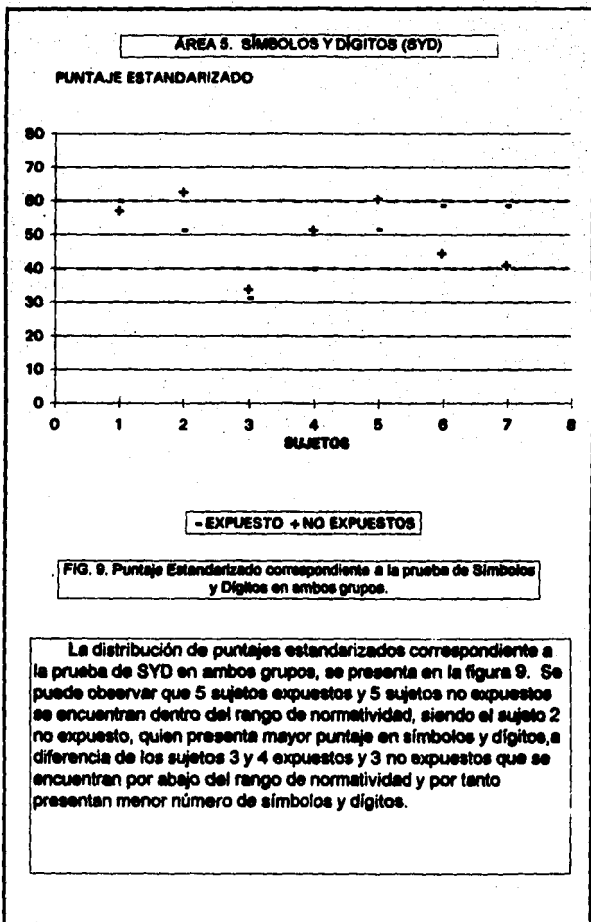 ÁREA 5. SÍMBOLOS Y DÍGITOS (SYD)
PUNTAJE ESTANDARIZADO
80
70
60
50
40
30
20
10
0
0 1 2 3 4 5 6 7 8
SUJETOS
- EXPUESTO + NO EXPUESTOS
FIG. 9. Puntaje Estandarizado correspondiente a la prueba de Símbolos
y Dígitos en ambos grupos.
La distribución de puntajes estandarizados correspondiente a
la prueba de SYD en ambos grupos, se presenta en la figura 9. Se
puede observar que 5 sujetos expuestos y 5 sujetos no expuestos
se encuentran dentro del rango de normatividad, siendo el sujeto 2
no expuesto, quien presenta mayor puntaje en símbolos y dígitos,a
diferencia de los sujetos 3 y 4 expuestos y 3 no expuestos que se
encuentran por abajo del rango de normatividad y por tanto
presentan menor número de símbolos y dígitos.